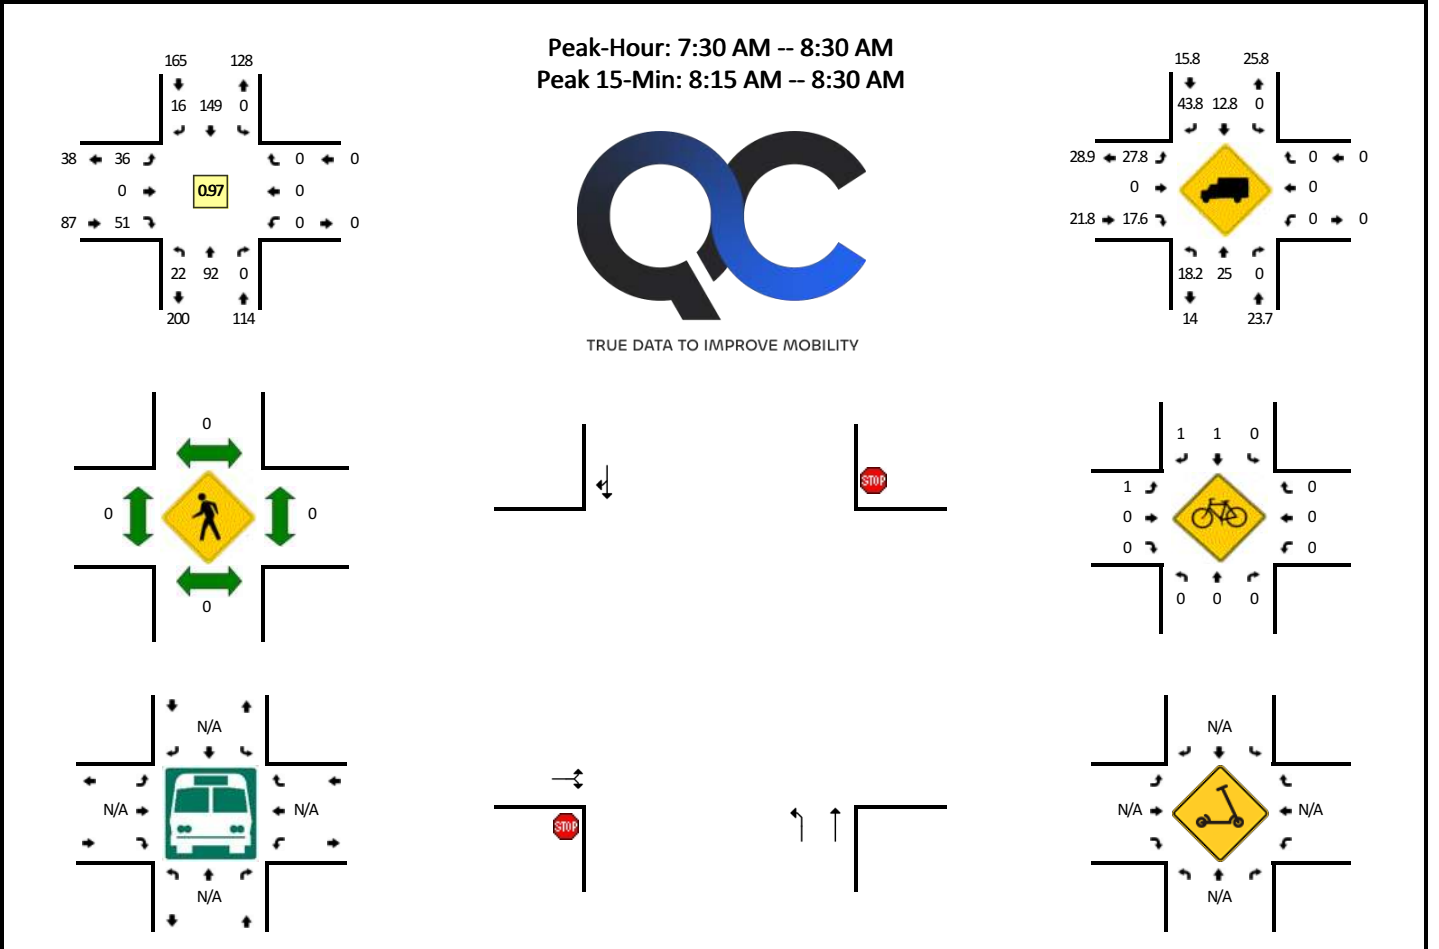 Peak-Hour: 7:30 AM -- 8:30 AM
Peak 15-Min: 8:15 AM -- 8:30 AM
165 128
16 149 0
38 36 0 0
0 0.97 0
87 51 0 0
22 92 0
200 114
QC
TRUE DATA TO IMPROVE MOBILITY
15.8 25.8
43.8 12.8 0
28.9 27.8 0 0
0 0
21.8 17.6 0 0
18.2 25 0
14 23.7
0
0 0
0
STOP
STOP
1 1 0
1 0
0 0
0 0
0 0 0
N/A
N/A N/A
N/A
N/A
N/A N/A
N/A